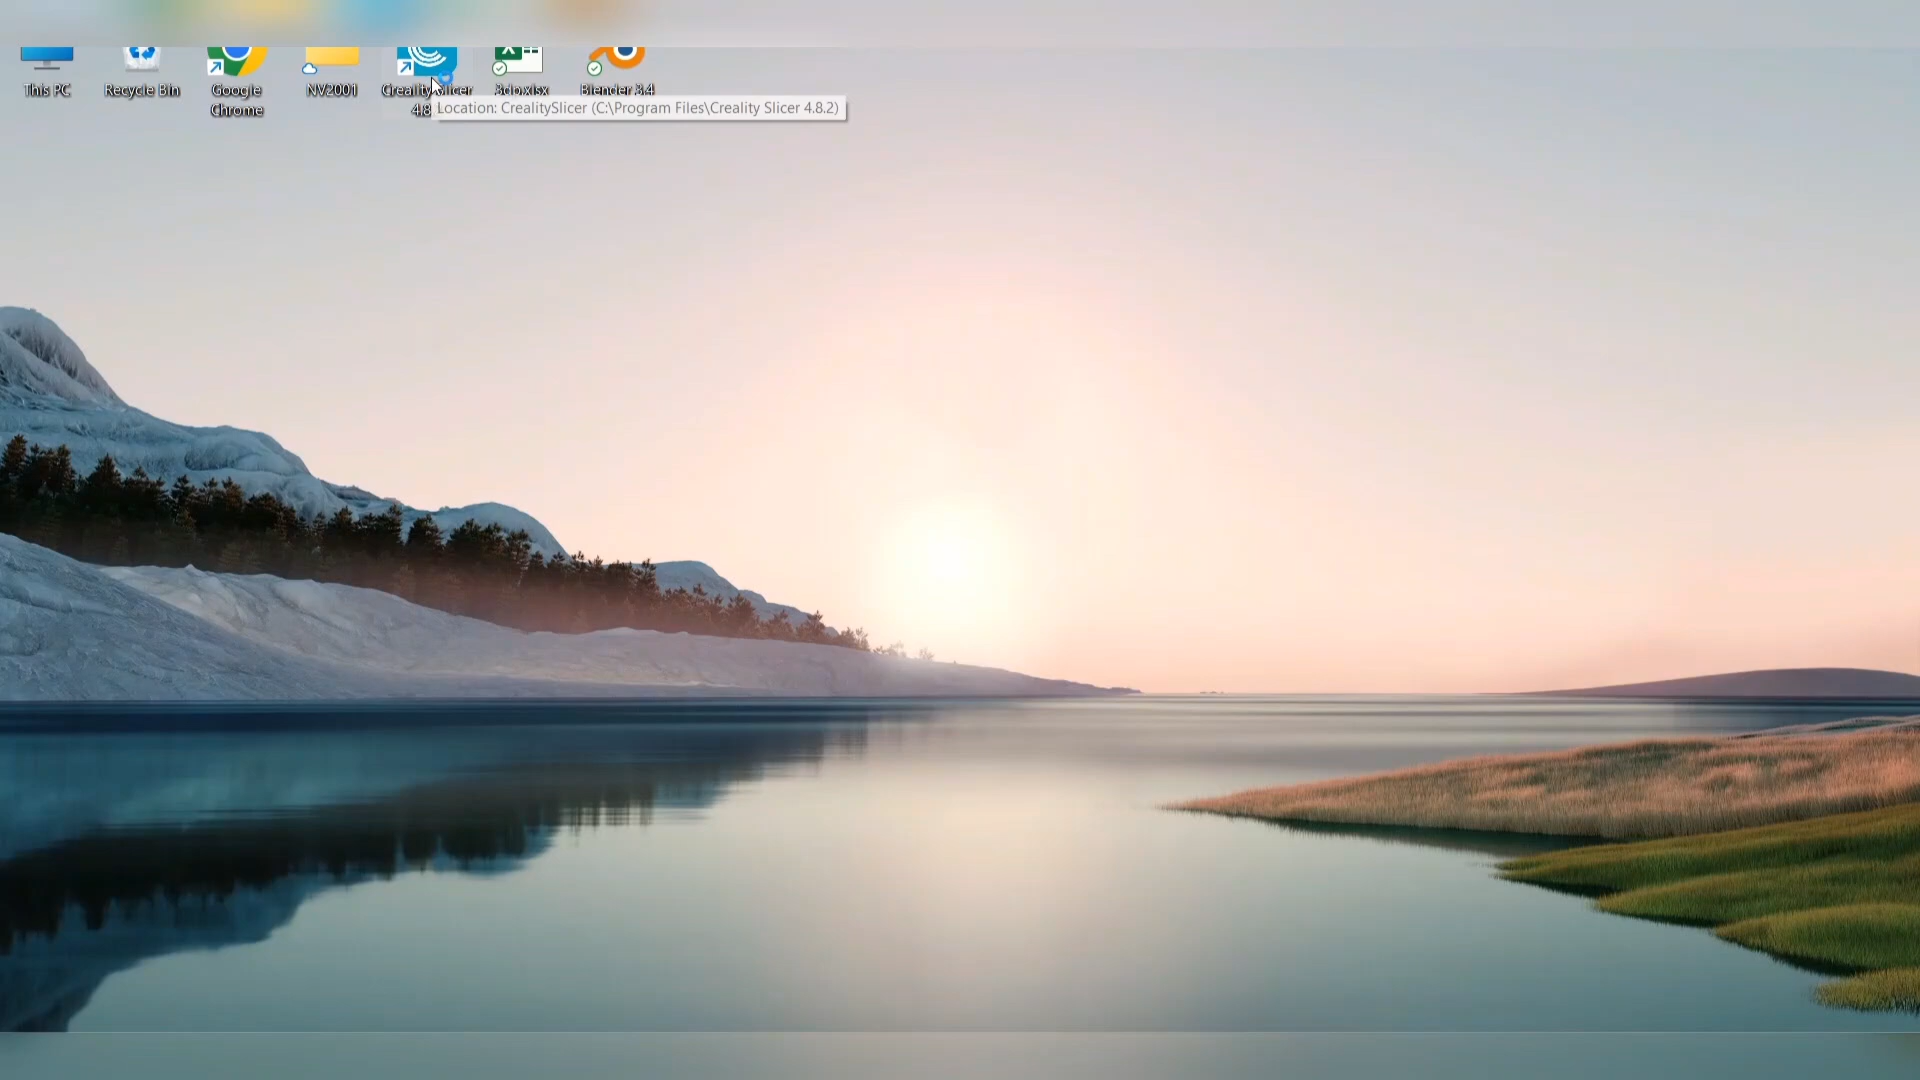 This PC
Recycle Bin
Google
Chrome
NV2001
Creality Slicer
4.8
3dp.xlsx
Blender 3.4
Location: CrealitySlicer (C:\Program Files\Creality Slicer 4.8.2)